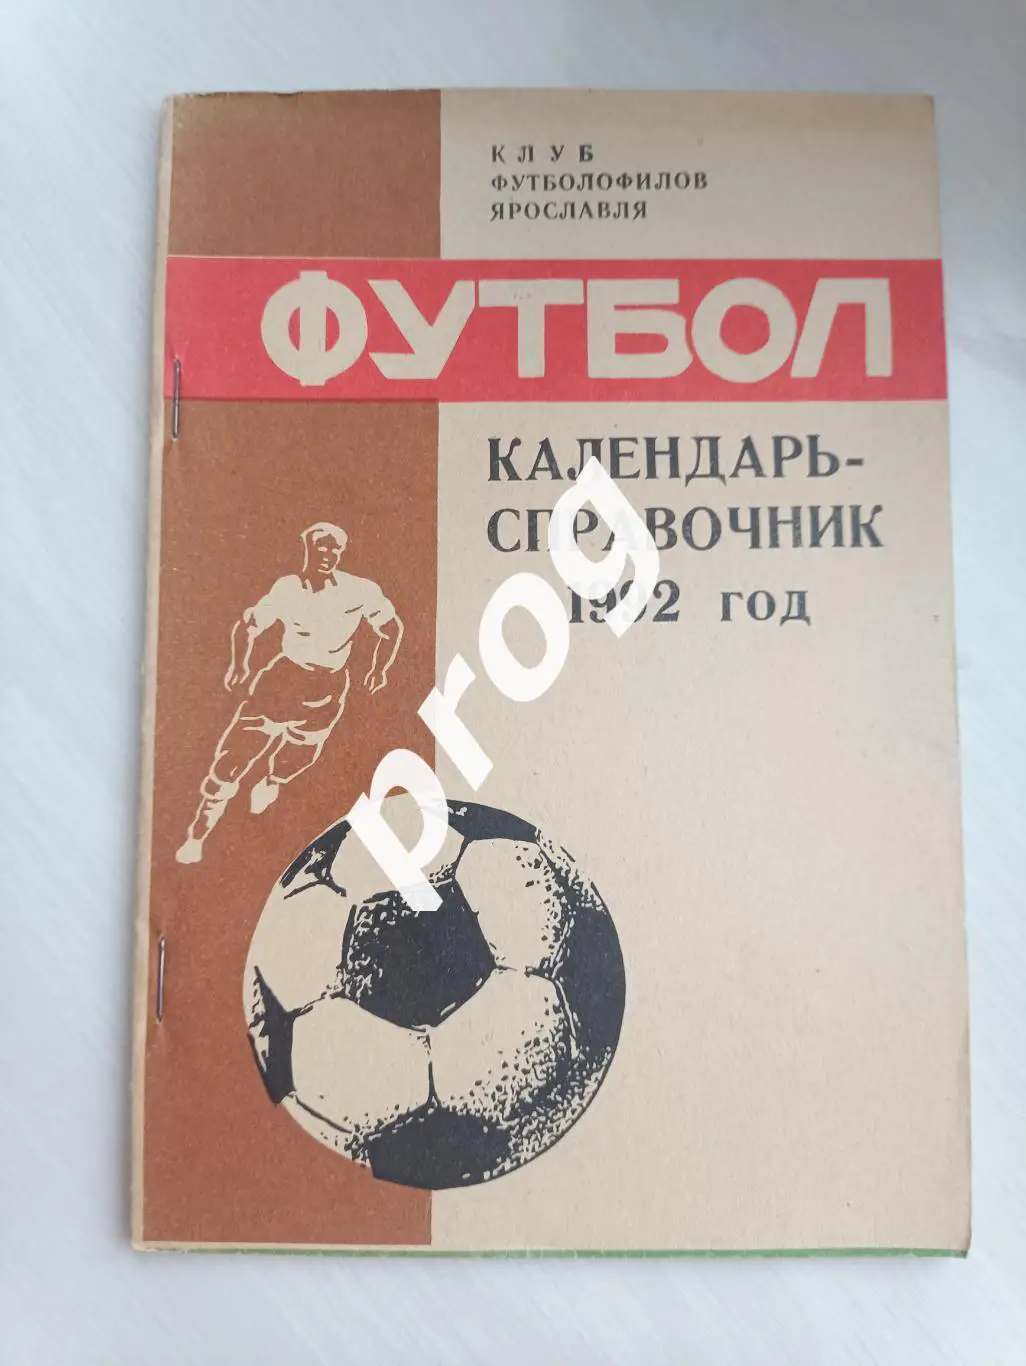 КЛУБ
ФУТБОЛОФИЛОВ
ЯРОСЛАВЛЯ
ФУТБОЛ
КАЛЕНДАРЬ-
СПРАВОЧНИК
1992 год
prog